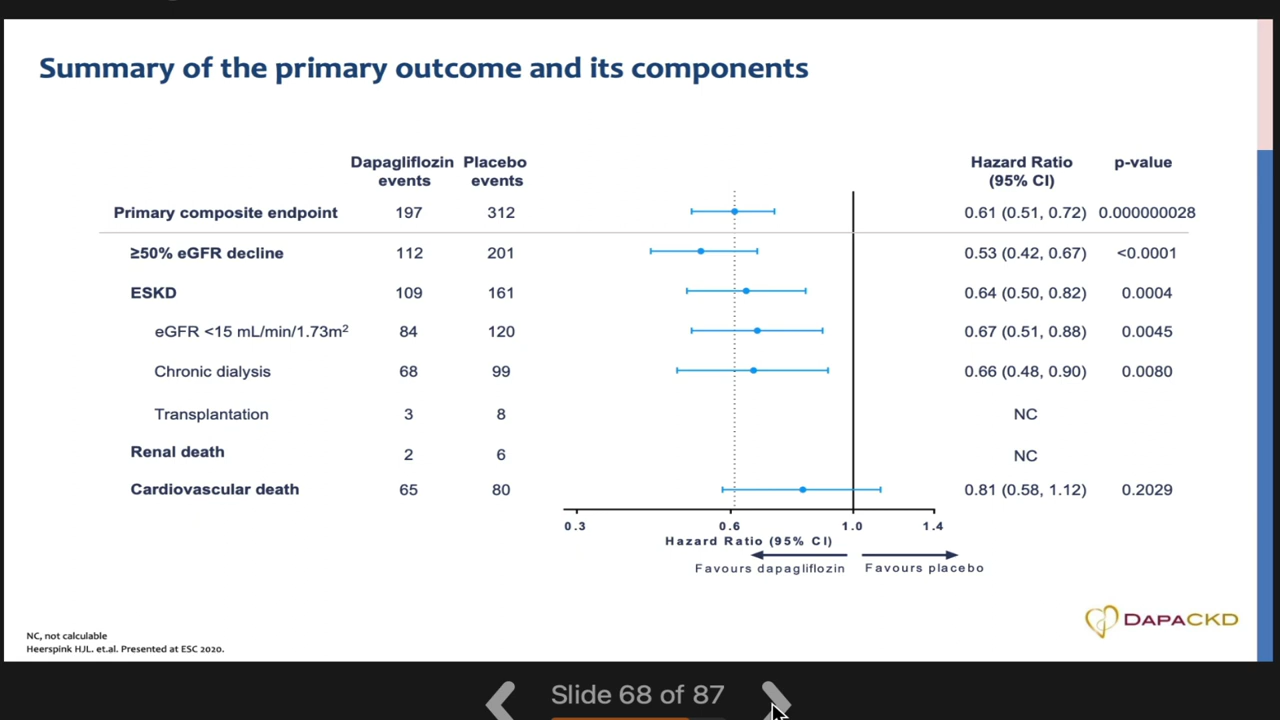 Summary of the primary outcome and its components
Dapagliflozin events Placebo events Hazard Ratio (95% CI) p-value
Primary composite endpoint 197 312 0.61 (0.51, 0.72) 0.000000028
≥50% eGFR decline 112 201 0.53 (0.42, 0.67) <0.0001
ESKD 109 161 0.64 (0.50, 0.82) 0.0004
eGFR <15 mL/min/1.73m² 84 120 0.67 (0.51, 0.88) 0.0045
Chronic dialysis 68 99 0.66 (0.48, 0.90) 0.0080
Transplantation 3 8 NC
Renal death 2 6 NC
Cardiovascular death 65 80 0.81 (0.58, 1.12) 0.2029
0.3 0.6 1.0 1.4
Hazard Ratio (95% CI)
Favours dapagliflozin Favours placebo
DAPACKD
NC, not calculable
Heerspink HJL. et.al. Presented at ESC 2020.
Slide 68 of 87